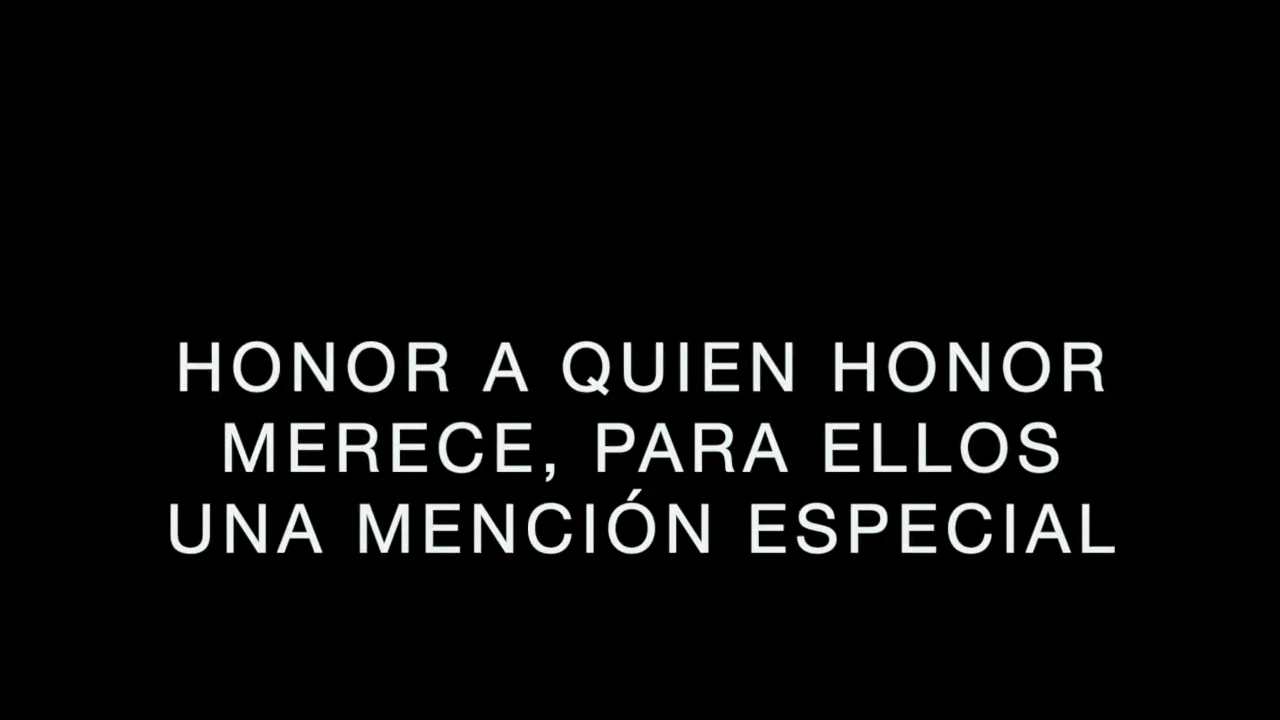 HONOR A QUIEN HONOR
MERECE, PARA ELLOS
UNA MENCIÓN ESPECIAL